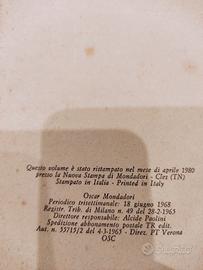 Questo volume è stato ristampato nel mese di aprile 1980
presso la Nuova Stampa di Mondadori - Cles (TN)
Stampato in Italia - Printed in Italy
Oscar Mondadori
Periodico trisettimanale: 18 giugno 1968
Registr. Trib. di Milano n. 49 del 28-2-1965
Direttore responsabile: Alcide Paolini
Spedizione abbonamento postale TR edit.
Aut. n. 55715/2 del 4-3-1965 - Direz. PT Verona
OSC
subito